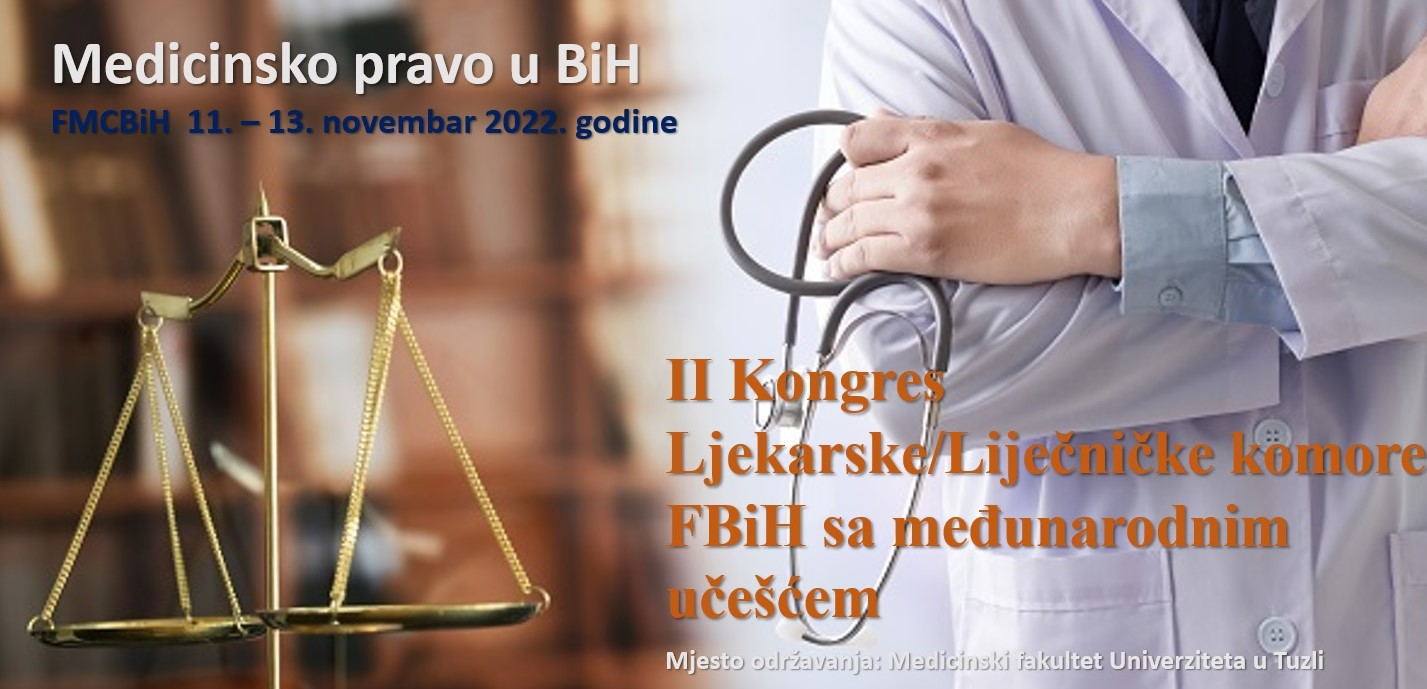 Medicinsko pravo u BiH
FMCBiH 11. – 13. novembar 2022. godine
II Kongres
Ljekarske/Liječničke komore
FBiH sa međunarodnim
učešćem
Mjesto održavanja: Medicinski fakultet Univerziteta u Tuzli